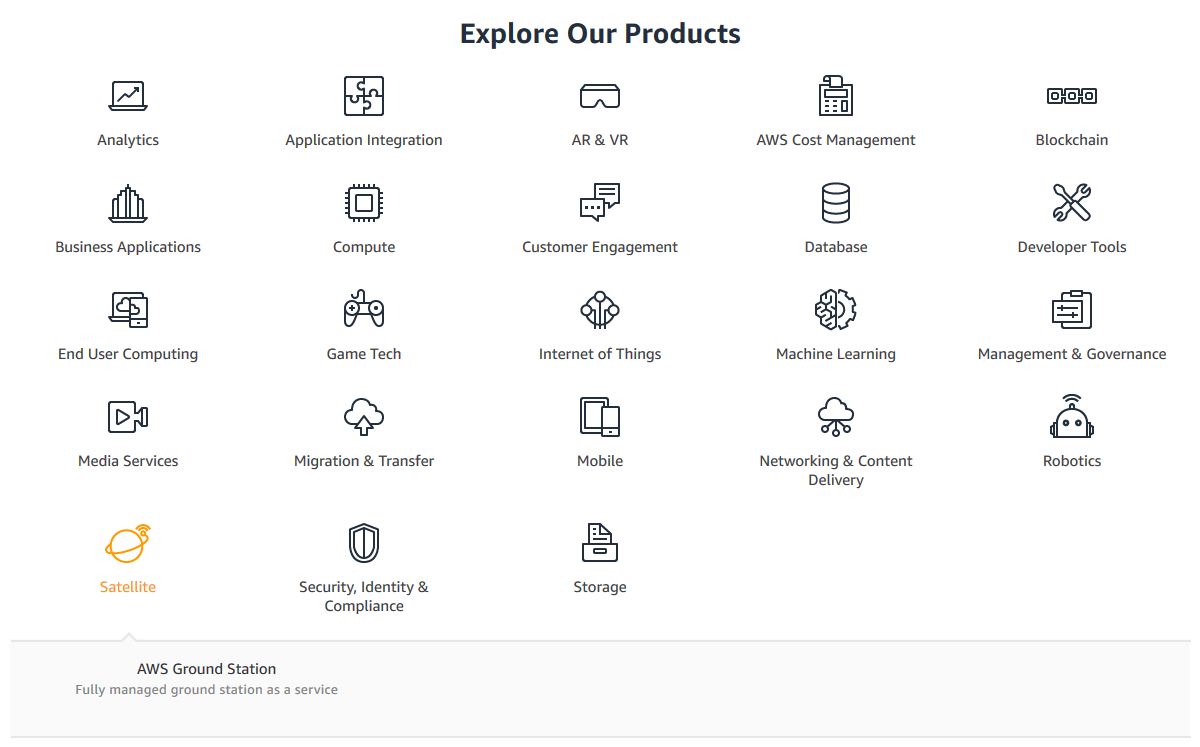 Explore Our Products
Analytics
Application Integration
AR & VR
AWS Cost Management
Blockchain
Business Applications
Compute
Customer Engagement
Database
Developer Tools
End User Computing
Game Tech
Internet of Things
Machine Learning
Management & Governance
Media Services
Migration & Transfer
Mobile
Networking & Content
Delivery
Robotics
Satellite
Security, Identity &
Compliance
Storage
AWS Ground Station
Fully managed ground station as a service